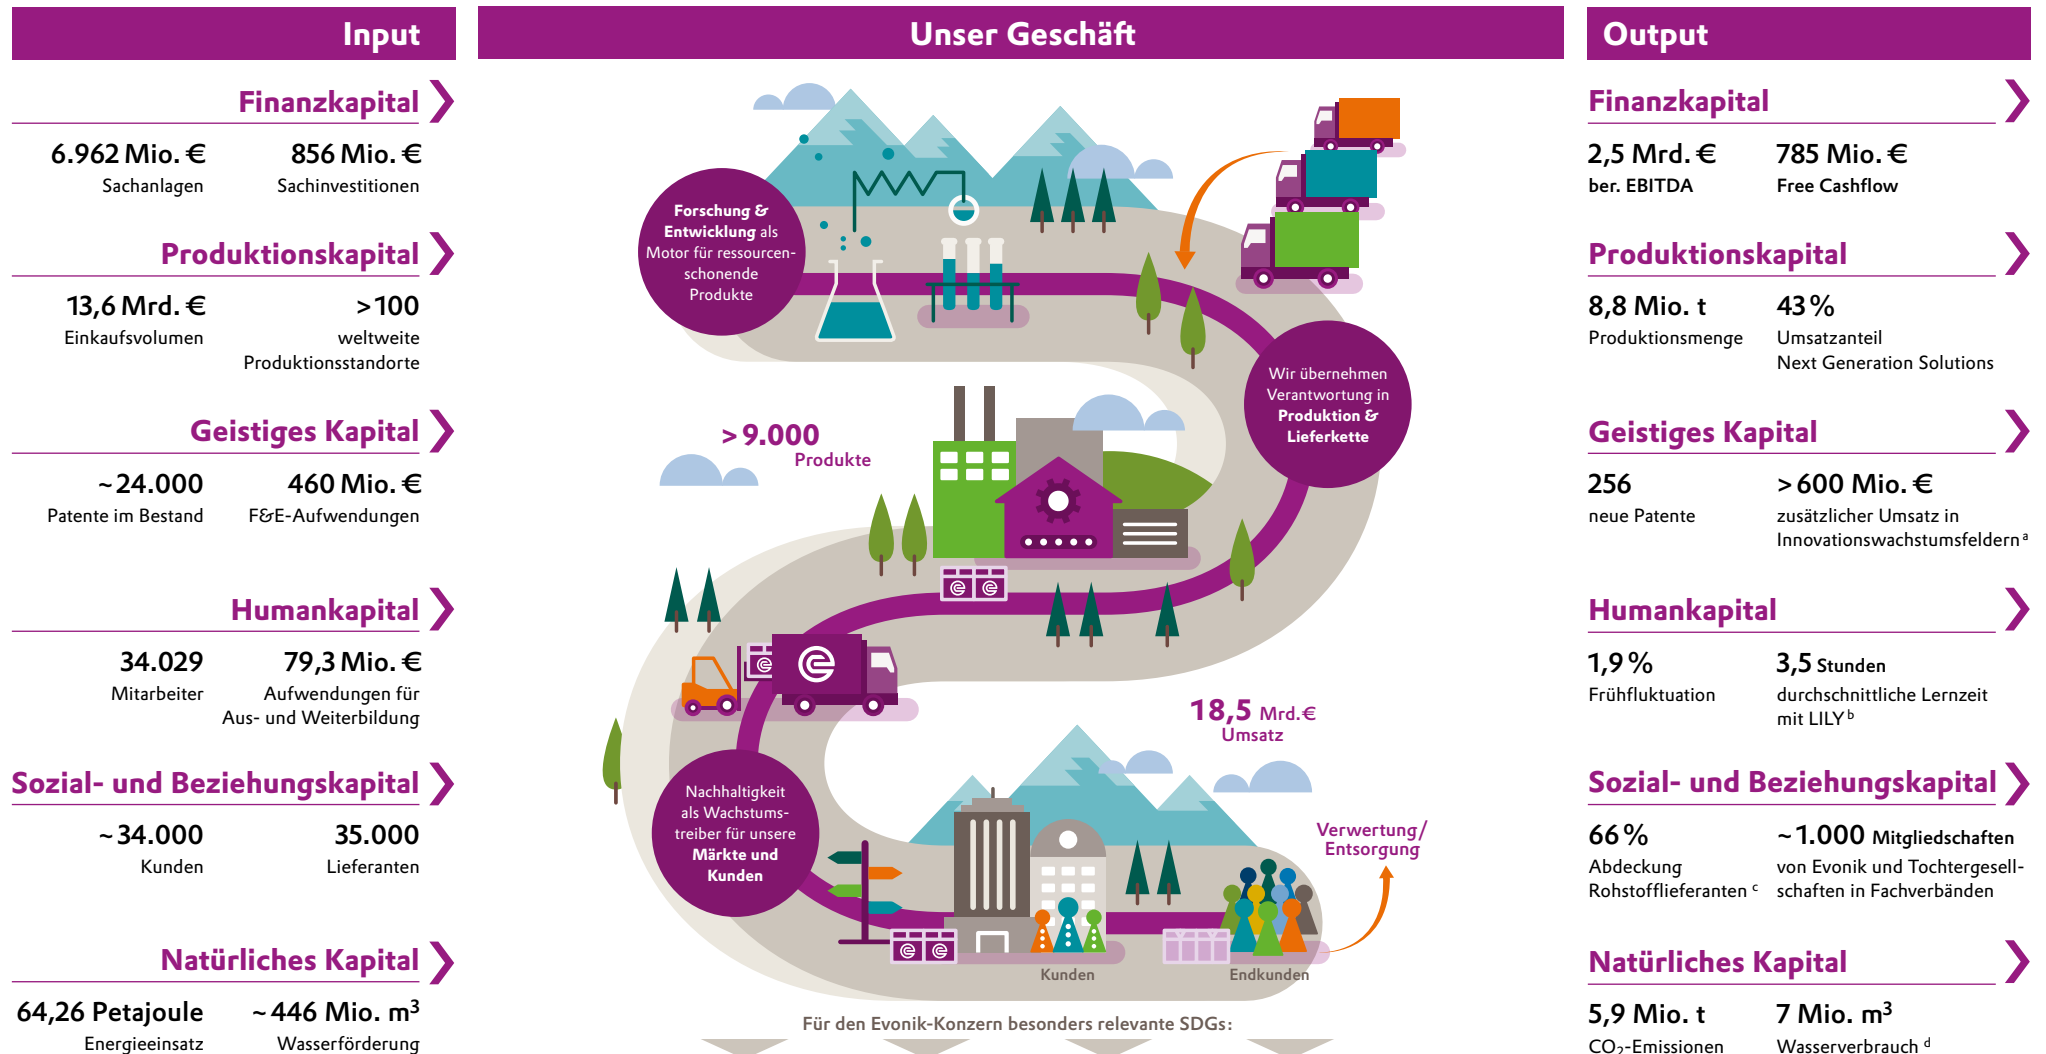 Input
Finanzkapital
6.962 Mio. €
Sachanlagen
856 Mio. €
Sachinvestitionen
Produktionskapital
13,6 Mrd. €
Einkaufsvolumen
>100
weltweite
Produktionsstandorte
Geistiges Kapital
~24.000
Patente im Bestand
460 Mio. €
F&E-Aufwendungen
Humankapital
34.029
Mitarbeiter
79,3 Mio. €
Aufwendungen für
Aus- und Weiterbildung
Sozial- und Beziehungskapital
~34.000
Kunden
35.000
Lieferanten
Natürliches Kapital
64,26 Petajoule
Energieeinsatz
~446 Mio. m³
Wasserförderung
Unser Geschäft
Forschung &
Entwicklung als
Motor für ressourcen-
schonende
Produkte
Wir übernehmen
Verantwortung in
Produktion &
Lieferkette
>9.000
Produkte
18,5 Mrd.€
Umsatz
Nachhaltigkeit
als Wachstums-
treiber für unsere
Märkte und
Kunden
Verwertung/
Entsorgung
Kunden
Endkunden
Für den Evonik-Konzern besonders relevante SDGs:
Output
Finanzkapital
2,5 Mrd. €
ber. EBITDA
785 Mio. €
Free Cashflow
Produktionskapital
8,8 Mio. t
Produktionsmenge
43 %
Umsatzanteil
Next Generation Solutions
Geistiges Kapital
256
neue Patente
>600 Mio. €
zusätzlicher Umsatz in
Innovationswachstumsfeldern a
Humankapital
1,9 %
Frühfluktuation
3,5 Stunden
durchschnittliche Lernzeit
mit LILY b
Sozial- und Beziehungskapital
66 %
Abdeckung
Rohstofflieferanten c
~1.000 Mitgliedschaften
von Evonik und Tochtergesell-
schaften in Fachverbänden
Natürliches Kapital
5,9 Mio. t
CO₂-Emissionen
7 Mio. m³
Wasserverbrauch d